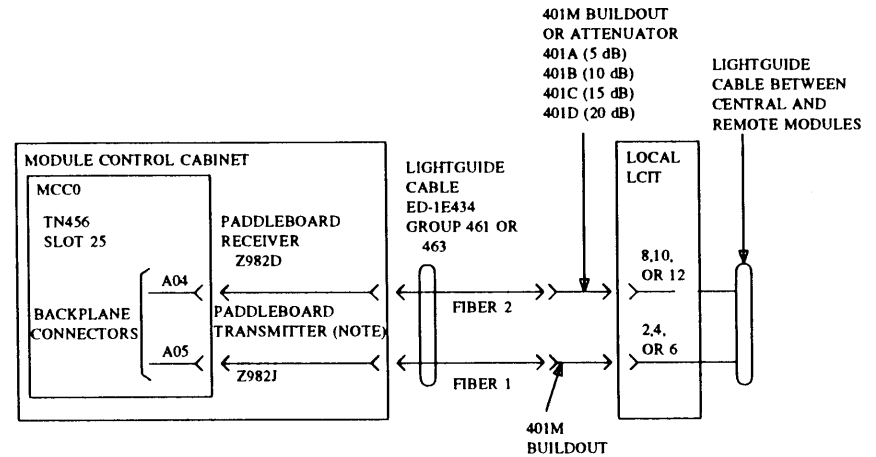 401M BUILDOUT
OR ATTENUATOR
401A (5 dB)
401B (10 dB)
401C (15 dB)
401D (20 dB)
LIGHTGUIDE
CABLE BETWEEN
CENTRAL AND
REMOTE MODULES
MODULE CONTROL CABINET
MCC0
TN456
SLOT 25
PADDLEBOARD
RECEIVER
Z982D
LIGHTGUIDE
CABLE
ED-1E434
GROUP 461 OR
463
LOCAL
LCIT
A04
8,10,
OR 12
FIBER 2
BACKPLANE
CONNECTORS
PADDLEBOARD
TRANSMITTER (NOTE)
A05
Z982J
2,4,
OR 6
FIBER 1
401M
BUILDOUT